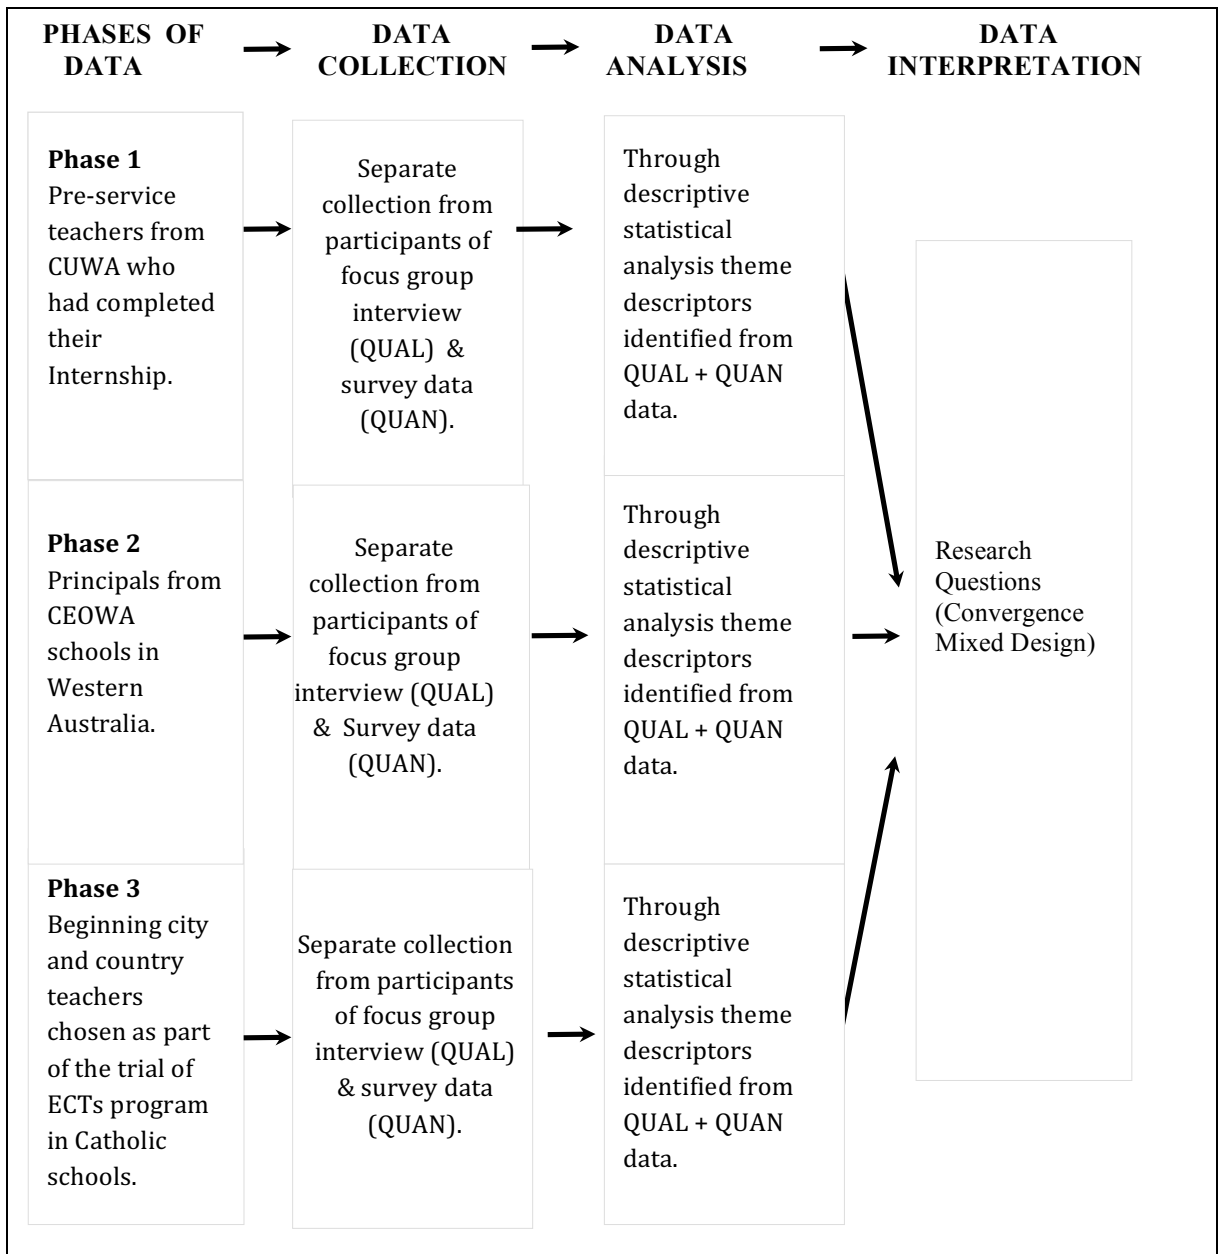 PHASES OF
DATA
DATA
COLLECTION
DATA
ANALYSIS
DATA
INTERPRETATION
Phase 1
Pre-service
teachers from
CUWA who
had completed
their
Internship.
Separate
collection from
participants of
focus group
interview
(QUAL) &
survey data
(QUAN).
Through
descriptive
statistical
analysis theme
descriptors
identified from
QUAL + QUAN
data.
Phase 2
Principals from
CEOWA
schools in
Western
Australia.
Separate
collection from
participants of
focus group
interview (QUAL)
& Survey data
(QUAN).
Through
descriptive
statistical
analysis theme
descriptors
identified from
QUAL + QUAN
data.
Phase 3
Beginning city
and country
teachers
chosen as part
of the trial of
ECTs program
in Catholic
schools.
Separate collection
from participants
of focus group
interview (QUAL)
& survey data
(QUAN).
Through
descriptive
statistical
analysis theme
descriptors
identified from
QUAL + QUAN
data.
Research
Questions
(Convergence
Mixed Design)